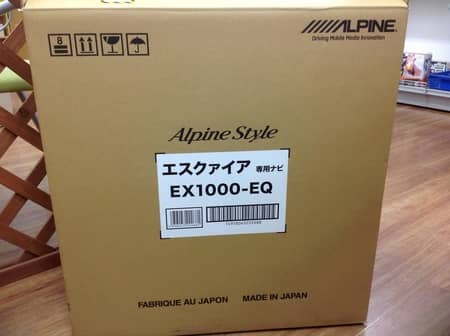 8
ALPINE
Driving Mobile Media Innovation
Alpine Style
エスクァイア 専用ナビ
EX1000-EQ
FABRIQUE AU JAPON MADE IN JAPAN